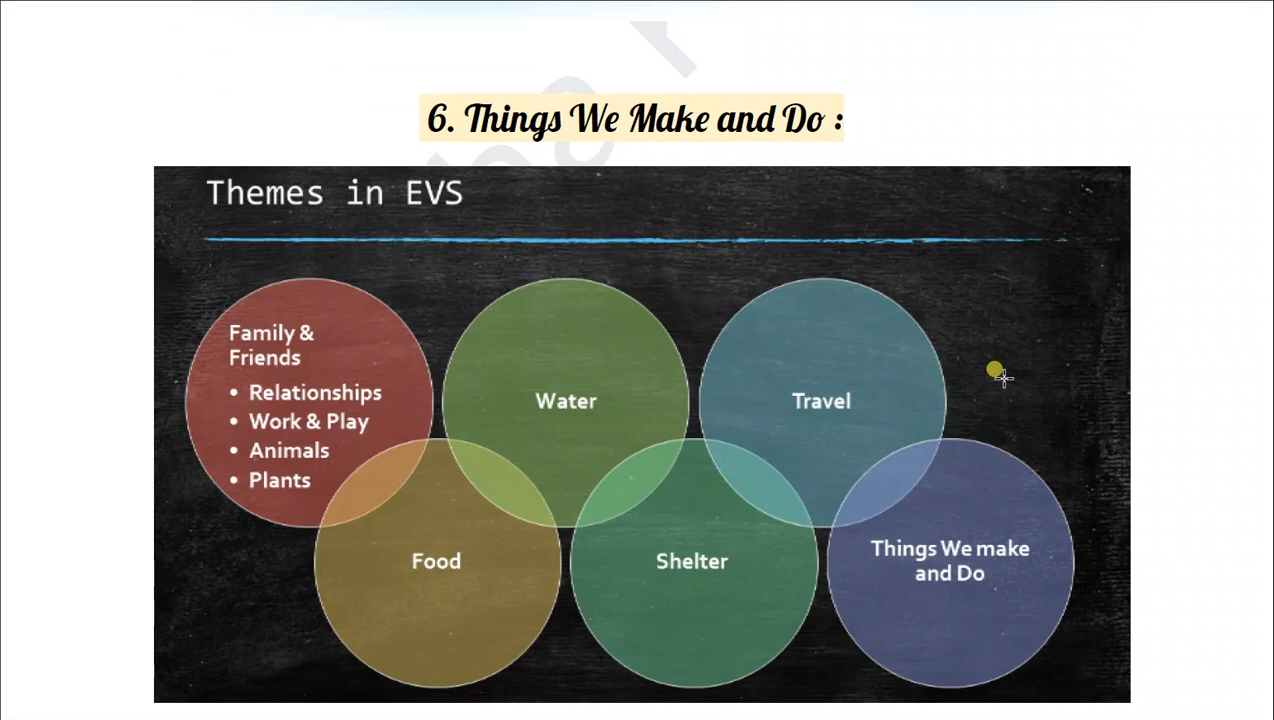 6. Things We Make and Do :
Themes in EVS
Family &
Friends
• Relationships
• Work & Play
• Animals
• Plants
Water
Travel
Food
Shelter
Things We make
and Do